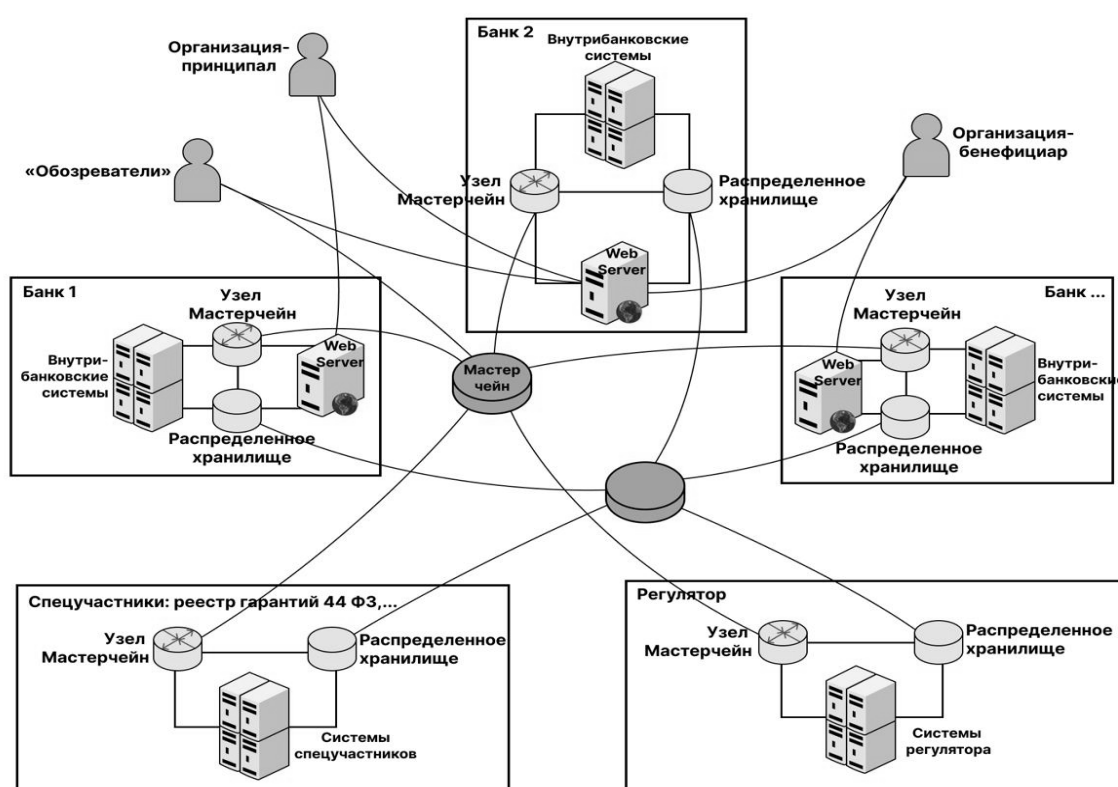 Организация-
принципал
Банк 2
Внутрибанковские
системы
«Обозреватели»
Узел
Мастерчейн
Распределенное
хранилище
Web
Server
Организация-
бенефициар
Банк 1
Узел
Мастерчейн
Внутри-
банковские
системы
Web
Server
Распределенное
хранилище
Мастер
чейн
Банк ...
Узел
Мастерчейн
Web
Server
Внутри-
банковские
системы
Распределенное
хранилище
Спецучастники: реестр гарантий 44 ФЗ,...
Узел
Мастерчейн
Распределенное
хранилище
Системы
спецучастников
Регулятор
Узел
Мастерчейн
Распределенное
хранилище
Системы
регулятора